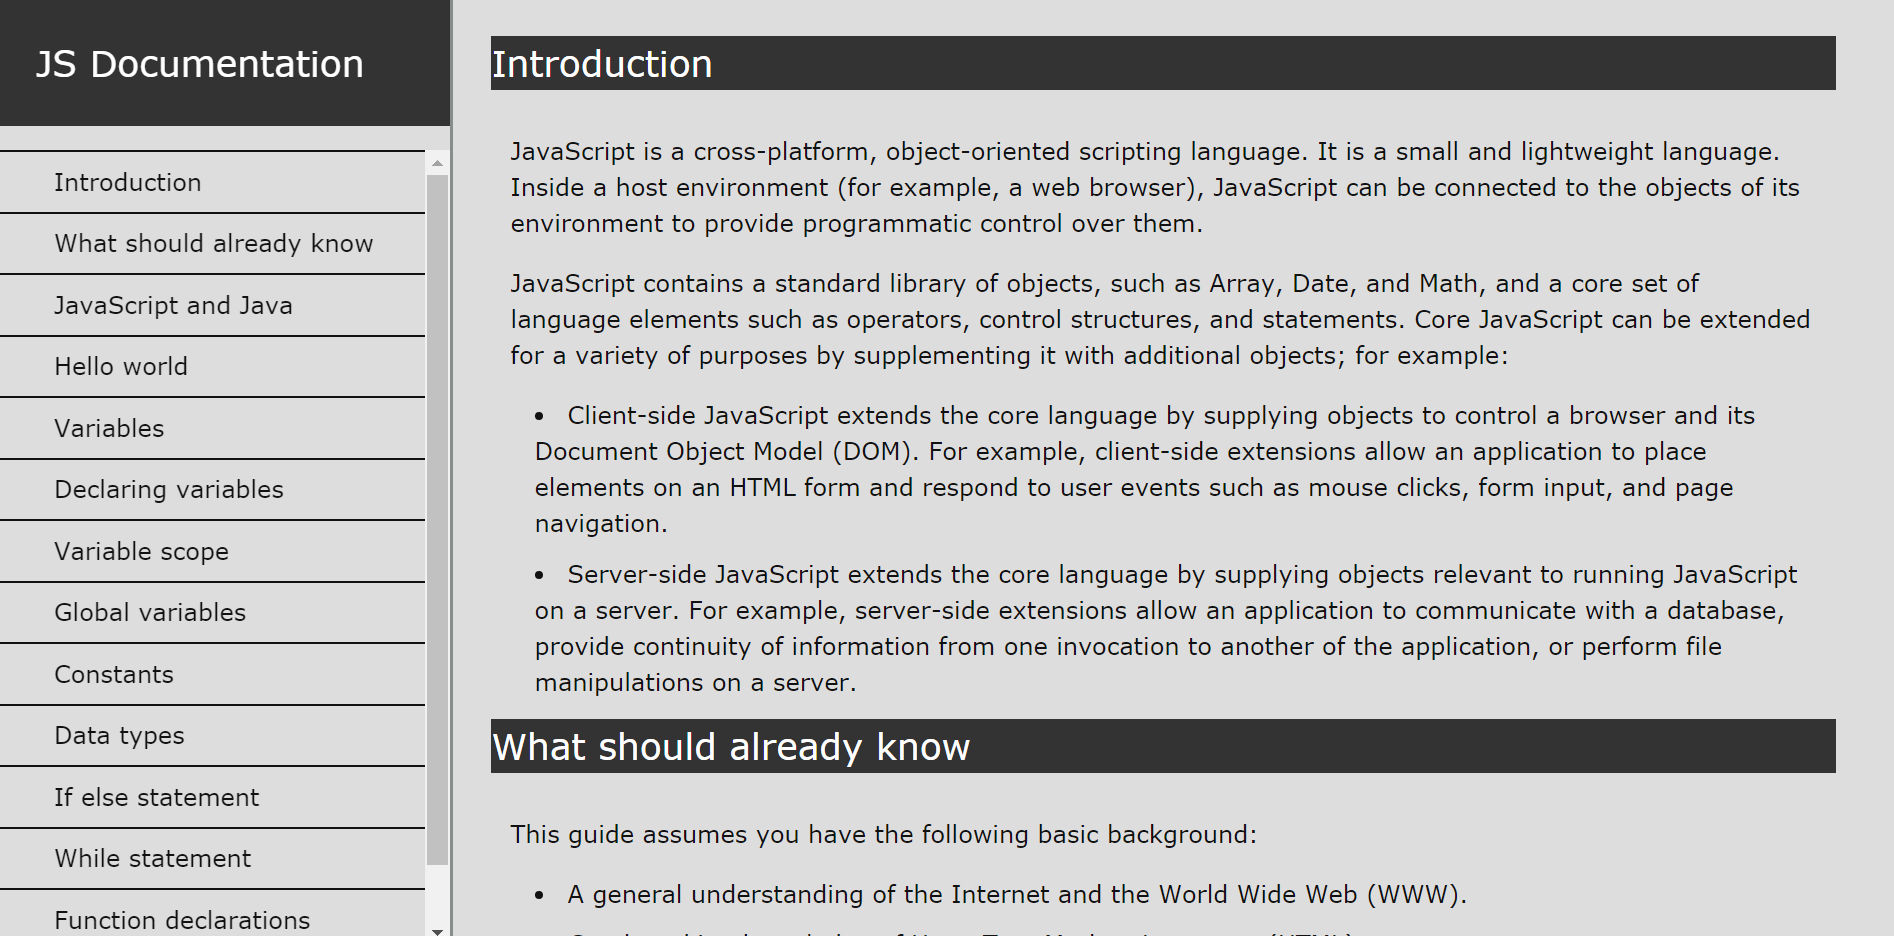 JS Documentation
Introduction
What should already know
JavaScript and Java
Hello world
Variables
Declaring variables
Variable scope
Global variables
Constants
Data types
If else statement
While statement
Function declarations
Introduction
JavaScript is a cross-platform, object-oriented scripting language. It is a small and lightweight language.
Inside a host environment (for example, a web browser), JavaScript can be connected to the objects of its
environment to provide programmatic control over them.
JavaScript contains a standard library of objects, such as Array, Date, and Math, and a core set of
language elements such as operators, control structures, and statements. Core JavaScript can be extended
for a variety of purposes by supplementing it with additional objects; for example:
• Client-side JavaScript extends the core language by supplying objects to control a browser and its
Document Object Model (DOM). For example, client-side extensions allow an application to place
elements on an HTML form and respond to user events such as mouse clicks, form input, and page
navigation.
• Server-side JavaScript extends the core language by supplying objects relevant to running JavaScript
on a server. For example, server-side extensions allow an application to communicate with a database,
provide continuity of information from one invocation to another of the application, or perform file
manipulations on a server.
What should already know
This guide assumes you have the following basic background:
• A general understanding of the Internet and the World Wide Web (WWW).